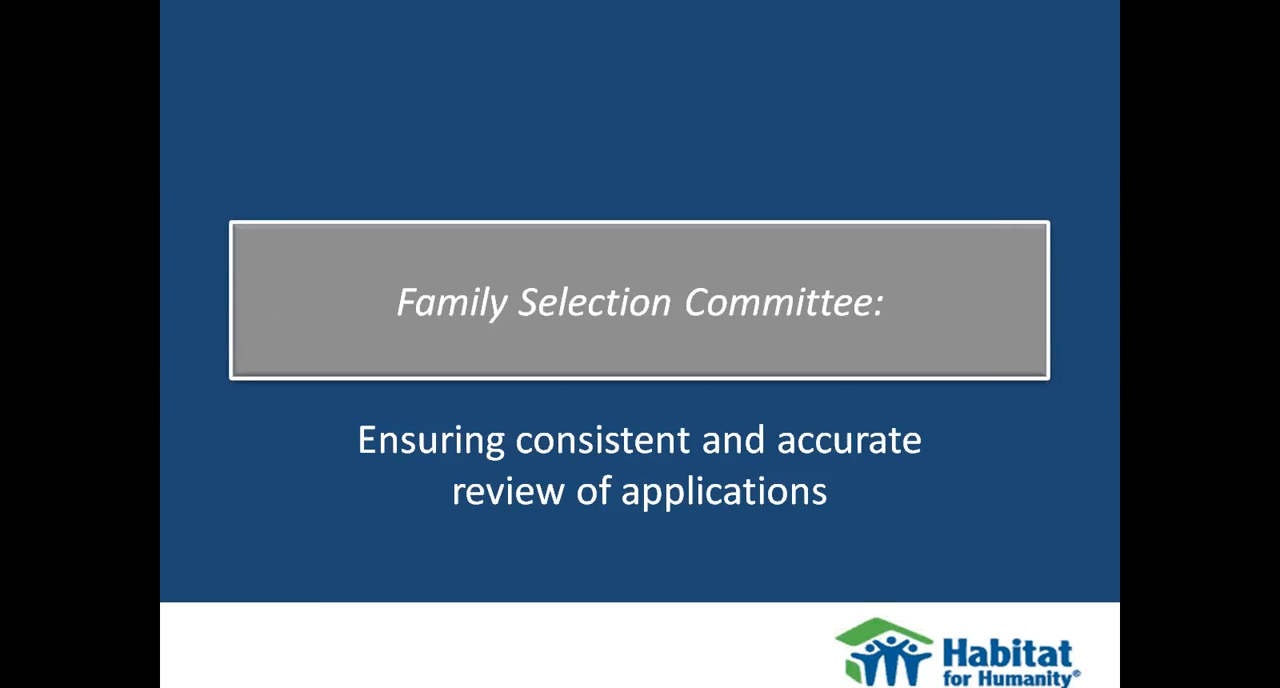 Family Selection Committee:
Ensuring consistent and accurate
review of applications
Habitat
for Humanity®